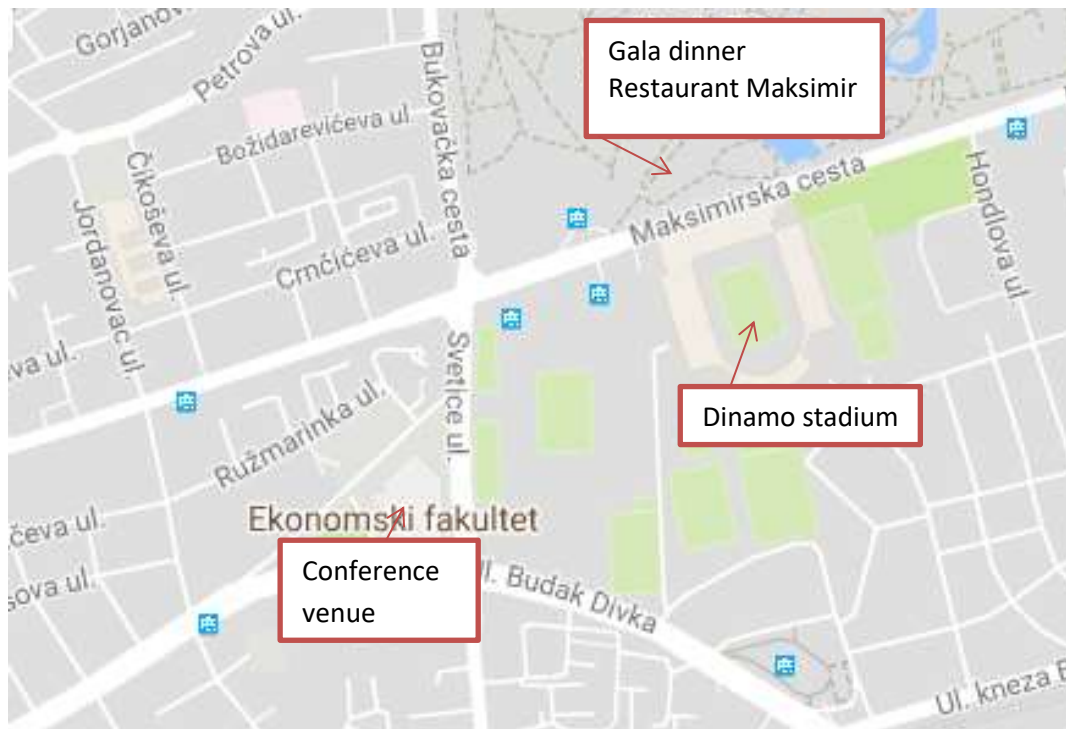 Gorjanov
Petrova ul.
Bukovačka cesta
Gala dinner
Restaurant Maksimir
Božidarevićeva ul.
Čikoševa ul.
Jordanovac ul.
Crnčićeva ul.
Maksimirska cesta
Hondlova ul
va ul.
Svetice ul.
Ružmarinka ul.
Dinamo stadium
Ekonomski fakultet
čeva ul.
sova ul.
Conference
venue
Ul. Budak Divka
Ul. kneza B